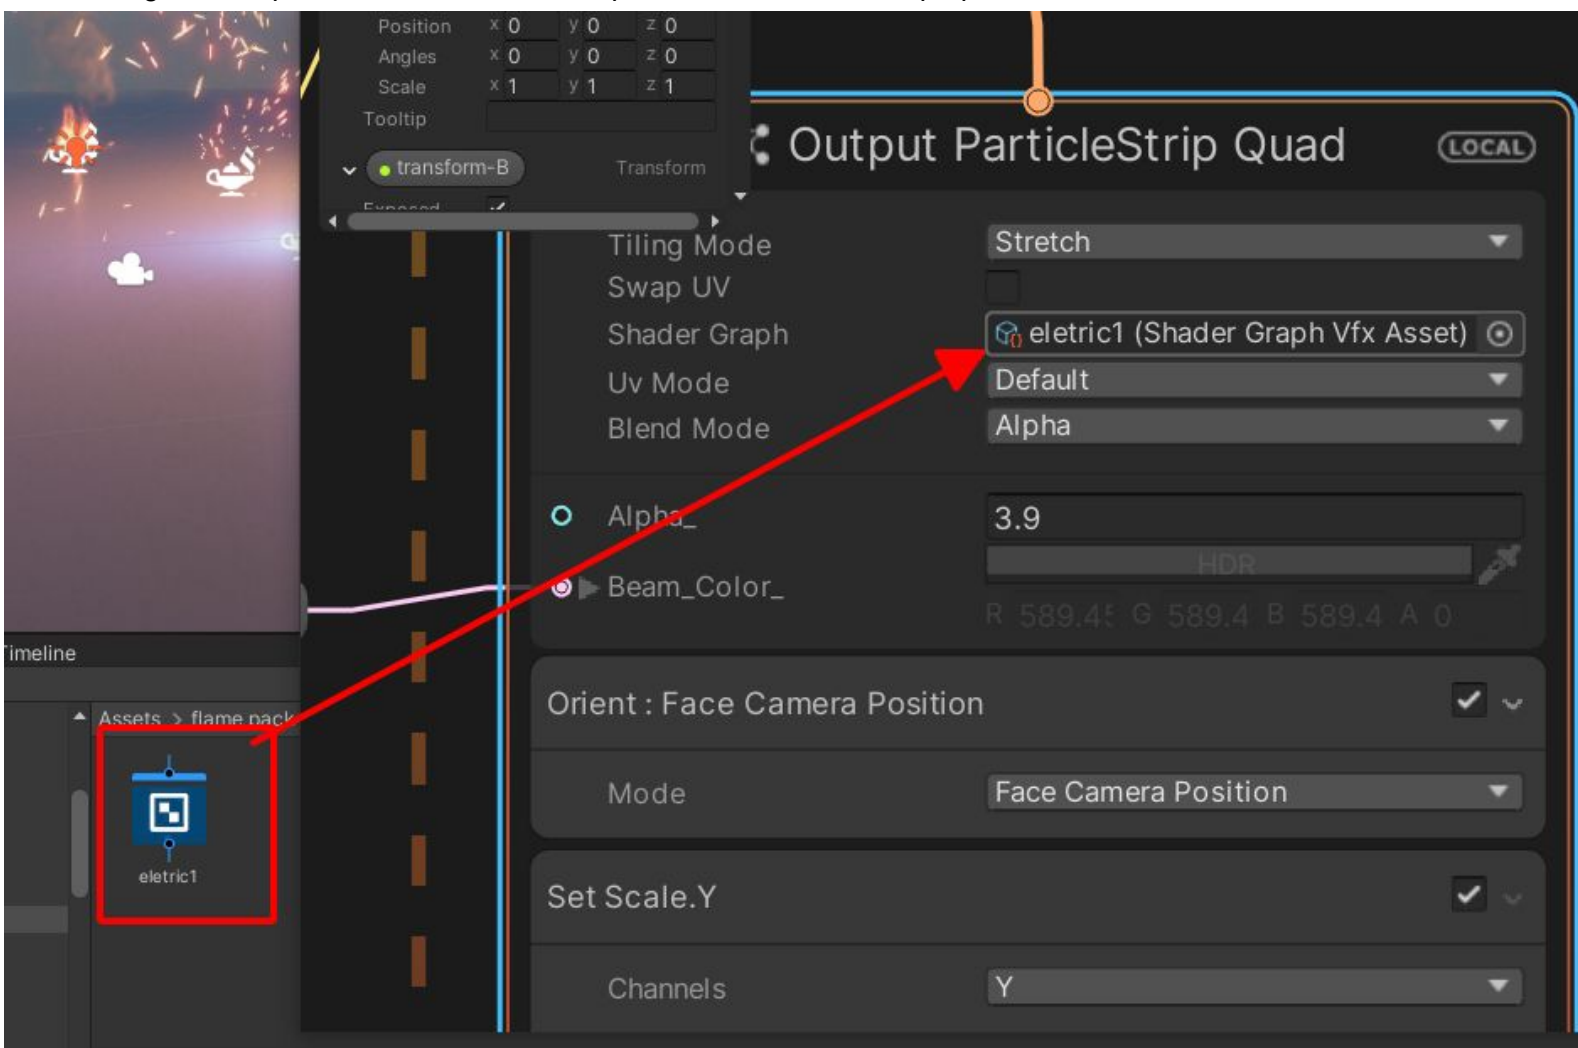 Position x 0 y 0 z 0
Angles x 0 y 0 z 0
Scale x 1 y 1 z 1
Tooltip
transform-B Transform
Exposed
Output ParticleStrip Quad LOCAL
Tiling Mode Stretch
Swap UV
Shader Graph eletric1 (Shader Graph Vfx Asset)
Uv Mode Default
Blend Mode Alpha
Alpha_ 3.9
HDR
Beam_Color_
R 589.45 G 589.4 B 589.4 A 0
Orient : Face Camera Position
Mode Face Camera Position
Set Scale.Y
Channels Y
Timeline
Assets > flame pack
eletric1